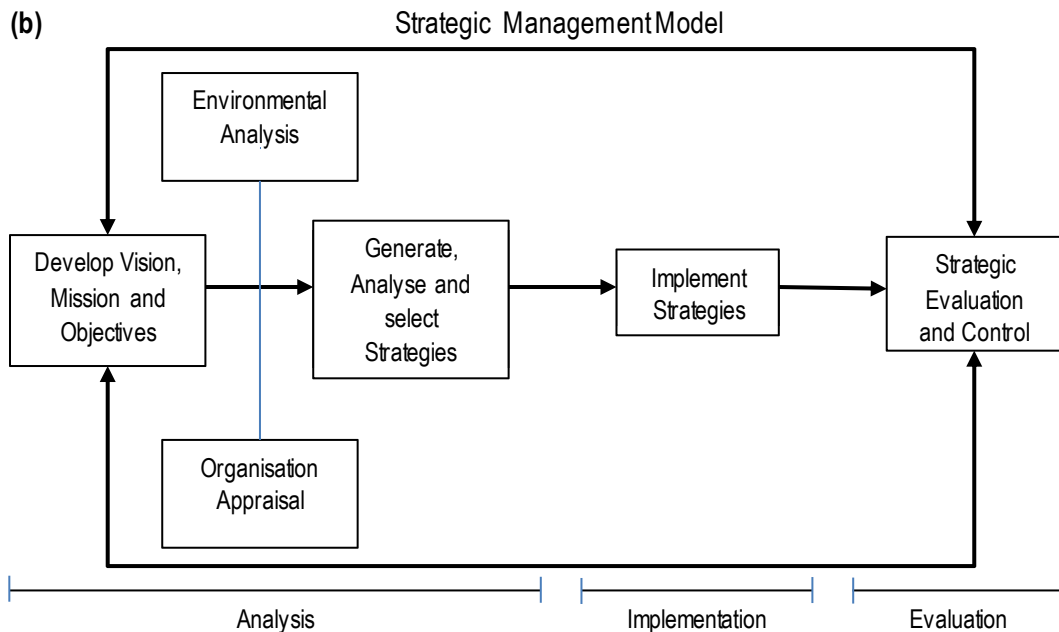 (b)
Strategic Management Model
Environmental
Analysis
Develop Vision,
Mission and
Objectives
Generate,
Analyse and
select
Strategies
Implement
Strategies
Strategic
Evaluation
and Control
Organisation
Appraisal
Analysis
Implementation
Evaluation